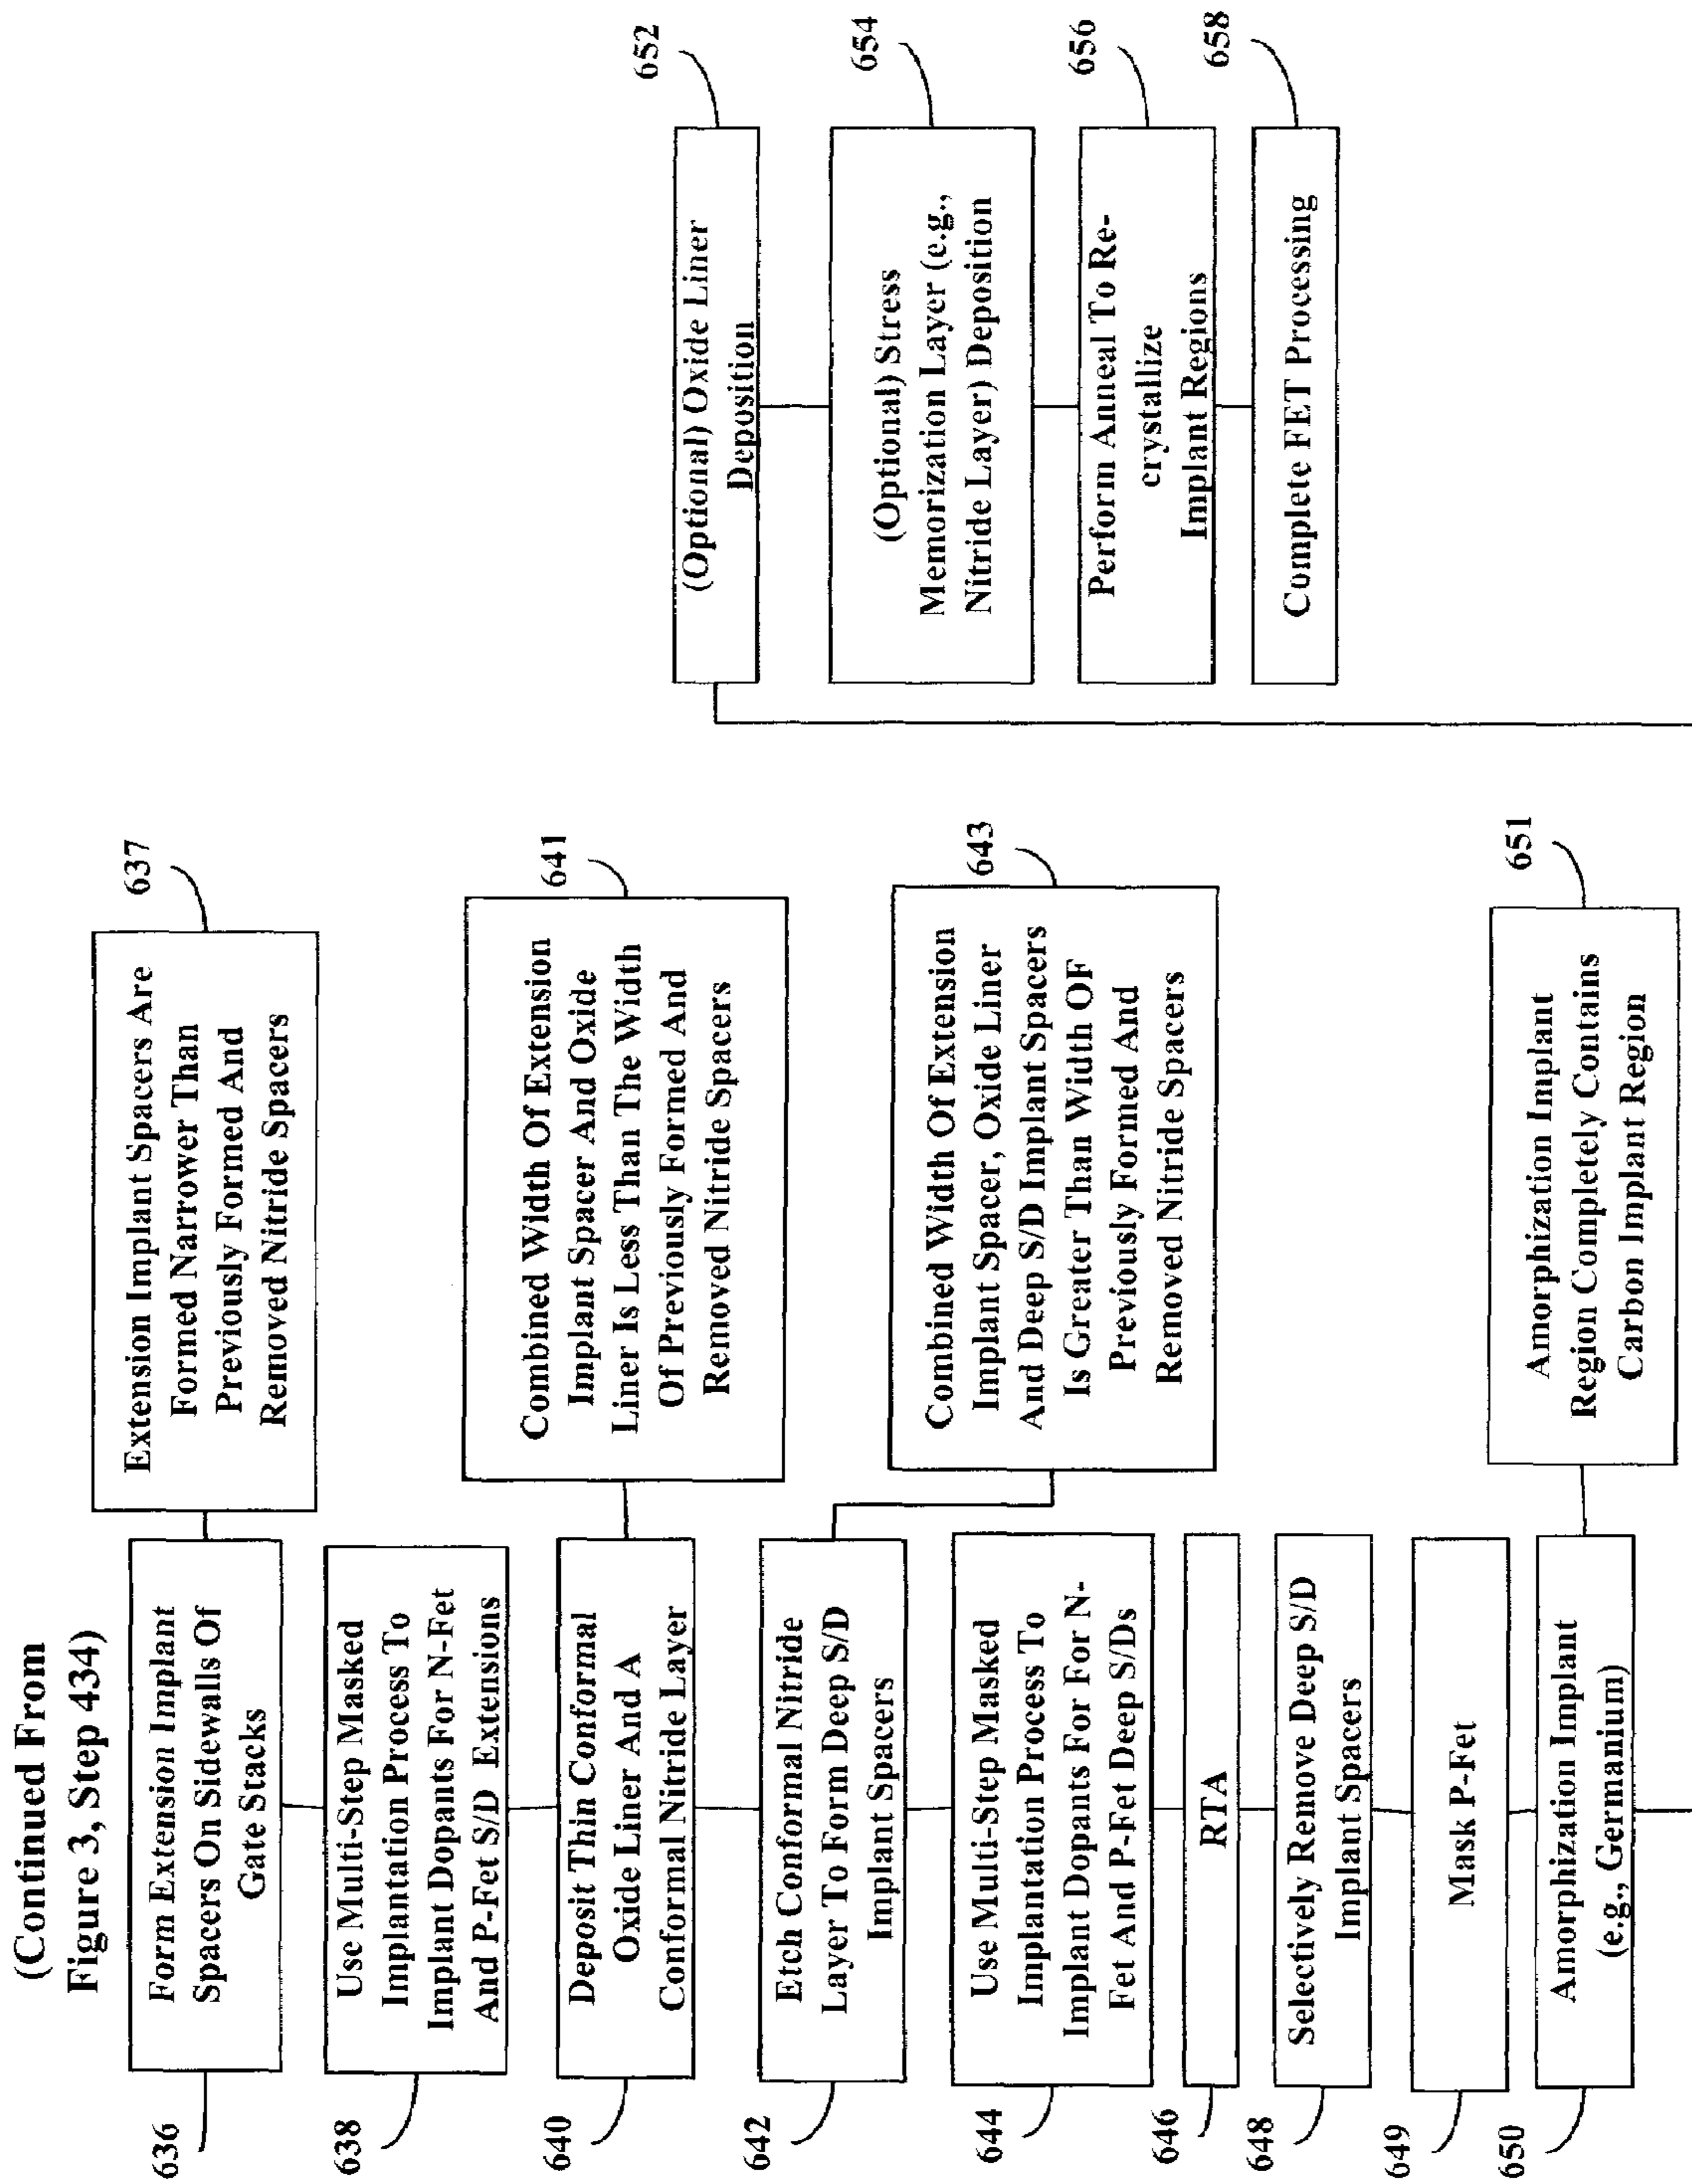 (Continued From
Figure 3, Step 434)
636
Form Extension Implant
Spacers On Sidewalls Of
Gate Stacks
637
Extension Implant Spacers Are
Formed Narrower Than
Previously Formed And
Removed Nitride Spacers
638
Use Multi-Step Masked
Implantation Process To
Implant Dopants For N-Fet
And P-Fet S/D Extensions
640
Deposit Thin Conformal
Oxide Liner And A
Conformal Nitride Layer
641
Combined Width Of Extension
Implant Spacer And Oxide
Liner Is Less Than The Width
Of Previously Formed And
Removed Nitride Spacers
642
Etch Conformal Nitride
Layer To Form Deep S/D
Implant Spacers
643
Combined Width Of Extension
Implant Spacer, Oxide Liner
And Deep S/D Implant Spacers
Is Greater Than Width OF
Previously Formed And
Removed Nitride Spacers
644
Use Multi-Step Masked
Implantation Process To
Implant Dopants For For N-
Fet And P-Fet Deep S/Ds
646
RTA
648
Selectively Remove Deep S/D
Implant Spacers
649
Mask P-Fet
650
Amorphization Implant
(e.g., Germanium)
651
Amorphization Implant
Region Completely Contains
Carbon Implant Region
652
(Optional) Oxide Liner
Deposition
654
(Optional) Stress
Memorization Layer (e.g.,
Nitride Layer) Deposition
656
Perform Anneal To Re-
crystallize
Implant Regions
658
Complete FET Processing